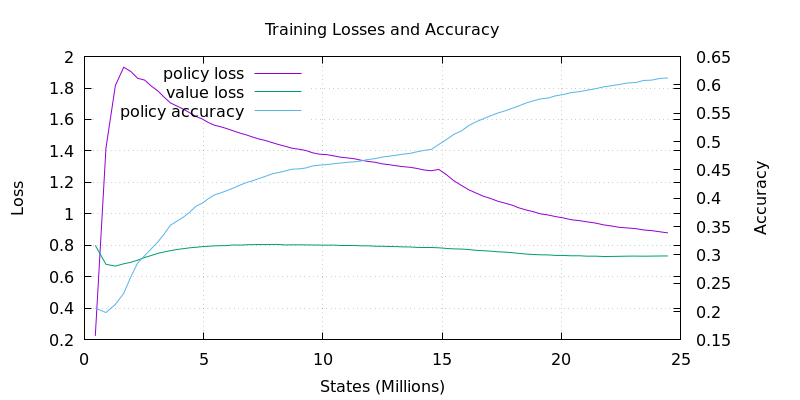 Training Losses and Accuracy
2
1.8
1.6
1.4
1.2
1
0.8
0.6
0.4
0.2
Loss
policy loss
value loss
policy accuracy
0.65
0.6
0.55
0.5
0.45
0.4
0.35
0.3
0.25
0.2
0.15
Accuracy
0 5 10 15 20 25
States (Millions)